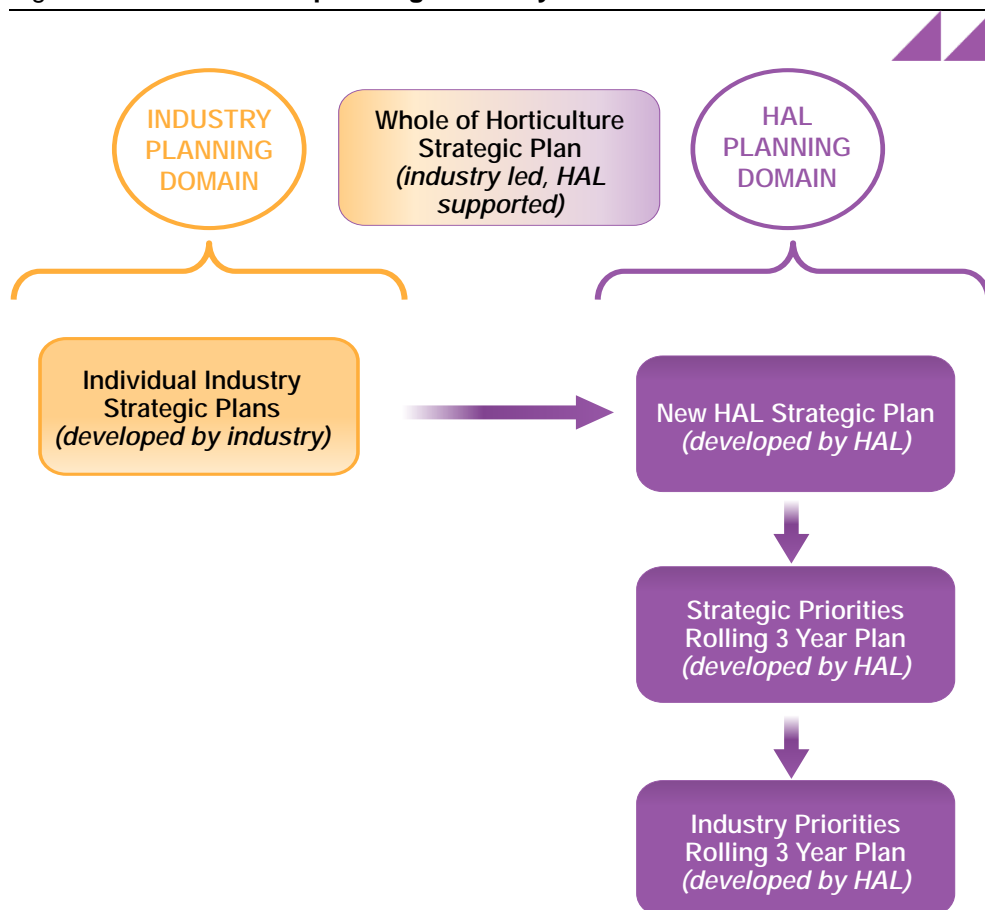 INDUSTRY
PLANNING
DOMAIN
Whole of Horticulture
Strategic Plan
(industry led, HAL
supported)
HAL
PLANNING
DOMAIN
Individual Industry
Strategic Plans
(developed by industry)
New HAL Strategic Plan
(developed by HAL)
Strategic Priorities
Rolling 3 Year Plan
(developed by HAL)
Industry Priorities
Rolling 3 Year Plan
(developed by HAL)